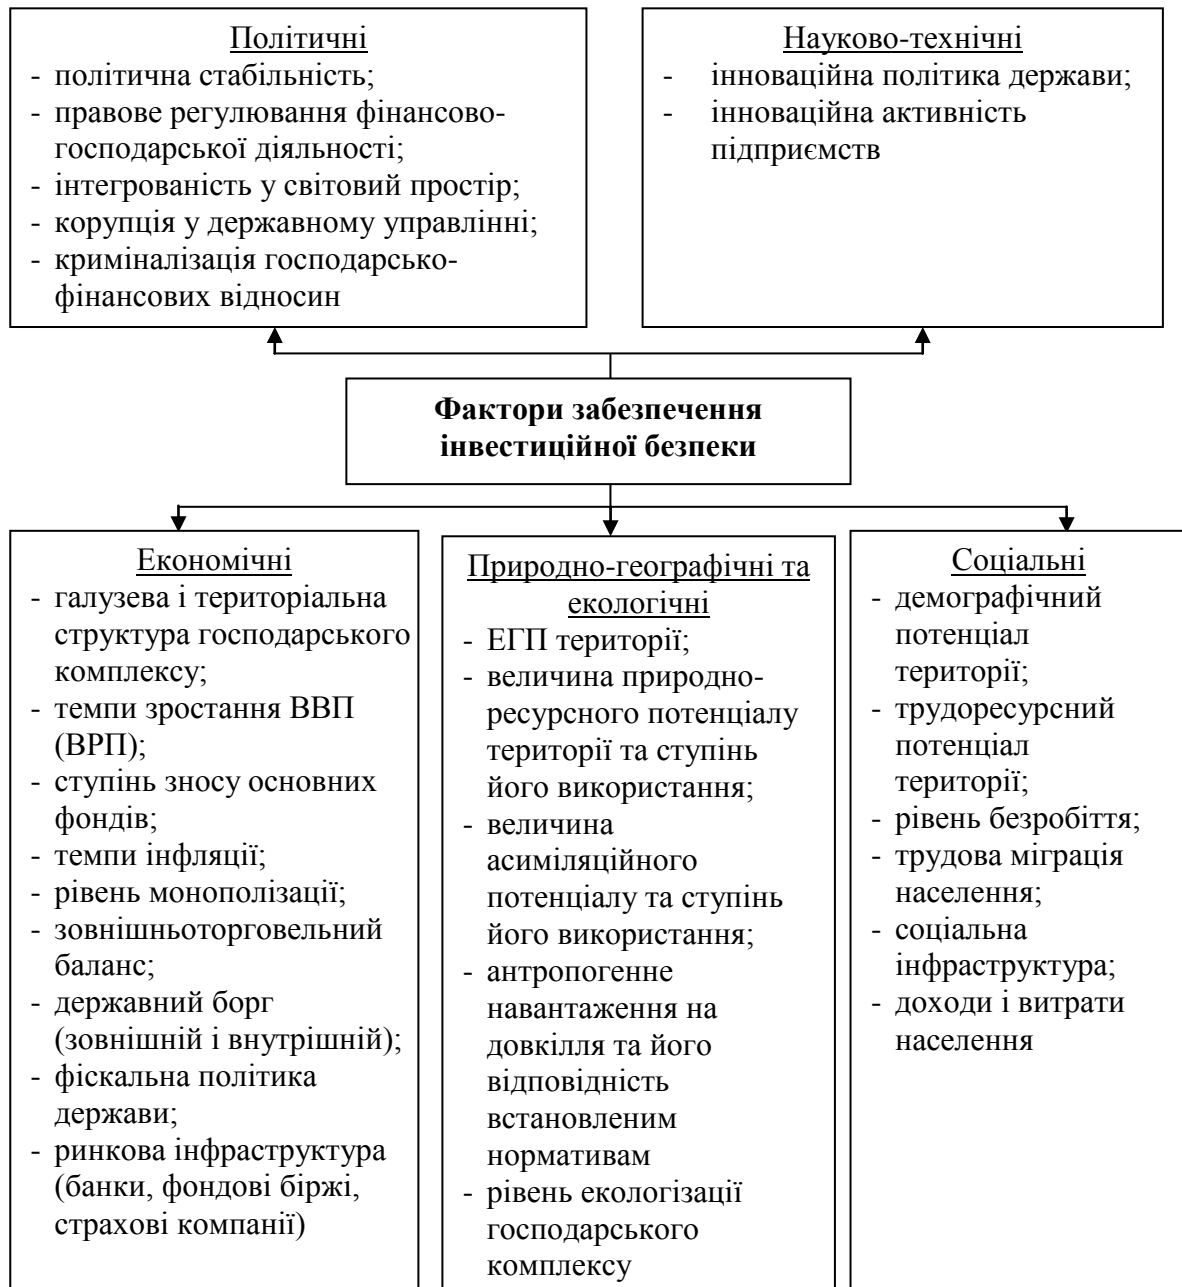 Політичні
- політична стабільність;
- правове регулювання фінансово-
господарської діяльності;
- інтегрованість у світовий простір;
- корупція у державному управлінні;
- криміналізація господарсько-
фінансових відносин
Науково-технічні
- інноваційна політика держави;
- інноваційна активність
підприємств
Фактори забезпечення
інвестиційної безпеки
Економічні
- галузева і територіальна
структура господарського
комплексу;
- темпи зростання ВВП
(ВРП);
- ступінь зносу основних
фондів;
- темпи інфляції;
- рівень монополізації;
- зовнішньоторговельний
баланс;
- державний борг
(зовнішній і внутрішній);
- фіскальна політика
держави;
- ринкова інфраструктура
(банки, фондові біржі,
страхові компанії)
Природно-географічні та
екологічні
- ЕГП території;
- величина природно-
ресурсного потенціалу
території та ступінь
його використання;
- величина
асиміляційного
потенціалу та ступінь
його використання;
- антропогенне
навантаження на
довкілля та його
відповідність
встановленим
нормативам
- рівень екологізації
господарського
комплексу
Соціальні
- демографічний
потенціал
території;
- трудоресурсний
потенціал
території;
- рівень безробіття;
- трудова міграція
населення;
- соціальна
інфраструктура;
- доходи і витрати
населення